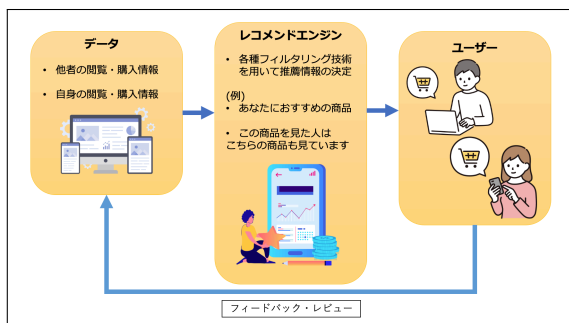 データ
• 他者の閲覧・購入情報
• 自身の閲覧・購入情報
レコメンドエンジン
• 各種フィルタリング技術
を用いて推薦情報の決定
(例)
• あなたにおすすめの商品
• この商品を見た人は
こちらの商品も見ています
ユーザー
フィードバック・レビュー